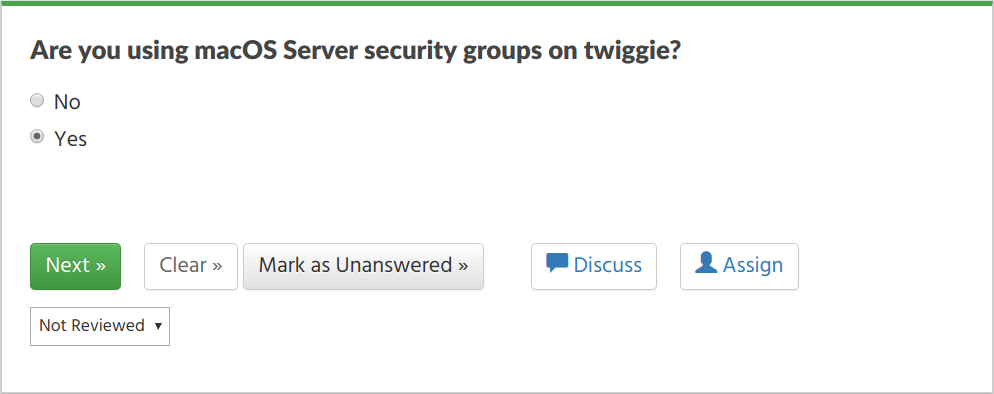 Are you using macOS Server security groups on twiggie?
No
Yes
Next » Clear » Mark as Unanswered » Discuss Assign
Not Reviewed